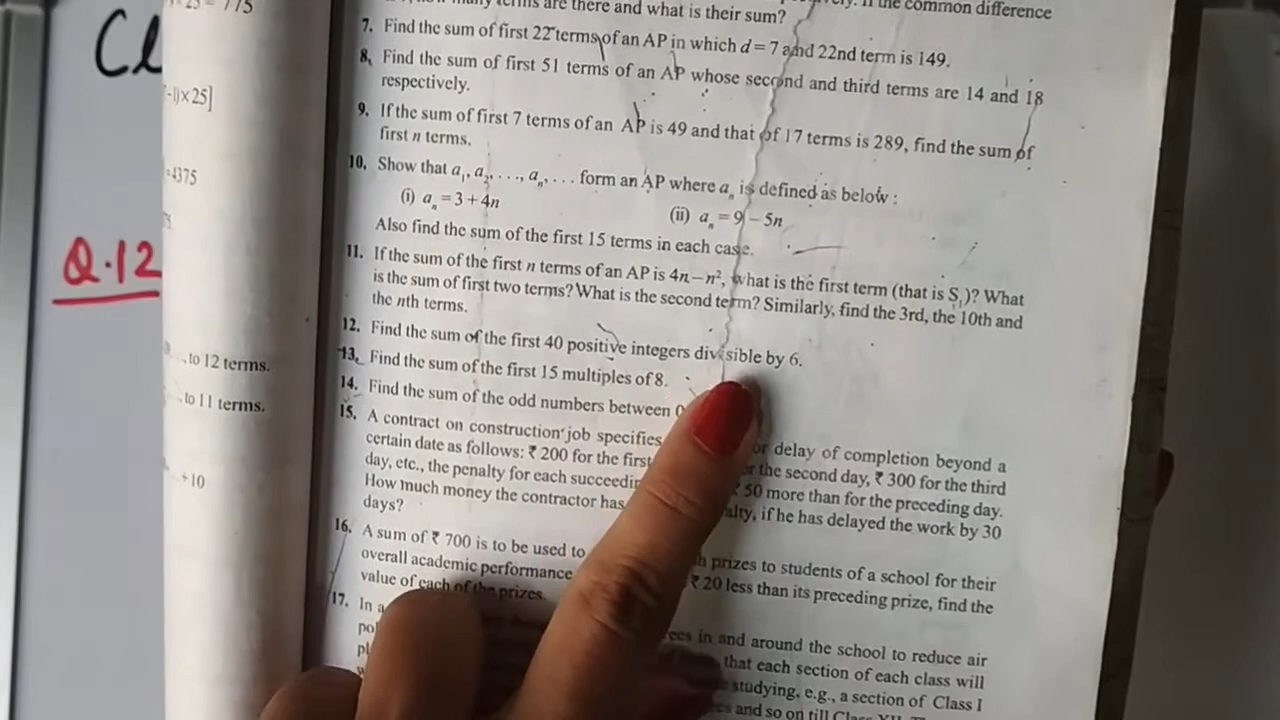 Cl
Q.12
-1)×25]
=4375
to 12 terms.
to 11 terms.
+10
terms are there and what is their sum?
the common difference
7. Find the sum of first 22 terms of an AP in which d = 7 and 22nd term is 149.
8. Find the sum of first 51 terms of an AP whose second and third terms are 14 and 18
respectively.
9. If the sum of first 7 terms of an AP is 49 and that of 17 terms is 289, find the sum of
first n terms.
10. Show that a₁, a₂, . . ., aₙ, . . . form an AP where aₙ is defined as below :
(i) aₙ = 3 + 4n (ii) aₙ = 9 – 5n
Also find the sum of the first 15 terms in each case.
11. If the sum of the first n terms of an AP is 4n – n², what is the first term (that is S₁)? What
is the sum of first two terms? What is the second term? Similarly, find the 3rd, the 10th and
the nth terms.
12. Find the sum of the first 40 positive integers divisible by 6.
13. Find the sum of the first 15 multiples of 8.
14. Find the sum of the odd numbers between 0
15. A contract on construction job specifies or delay of completion beyond a
certain date as follows: ₹ 200 for the first the second day, ₹ 300 for the third
day, etc., the penalty for each ₹ 50 more than for the preceding day.
How much money the contractor has if he has delayed the work by 30
days?
16. A sum of ₹ 700 is to be used to prizes to students of a school for their
overall academic performance ₹ 20 less than its preceding prize, find the
value of each of the prizes.
17. In a in and around the school to reduce air
that each section of each class will
studying, e.g., a section of Class I
and so on till Class